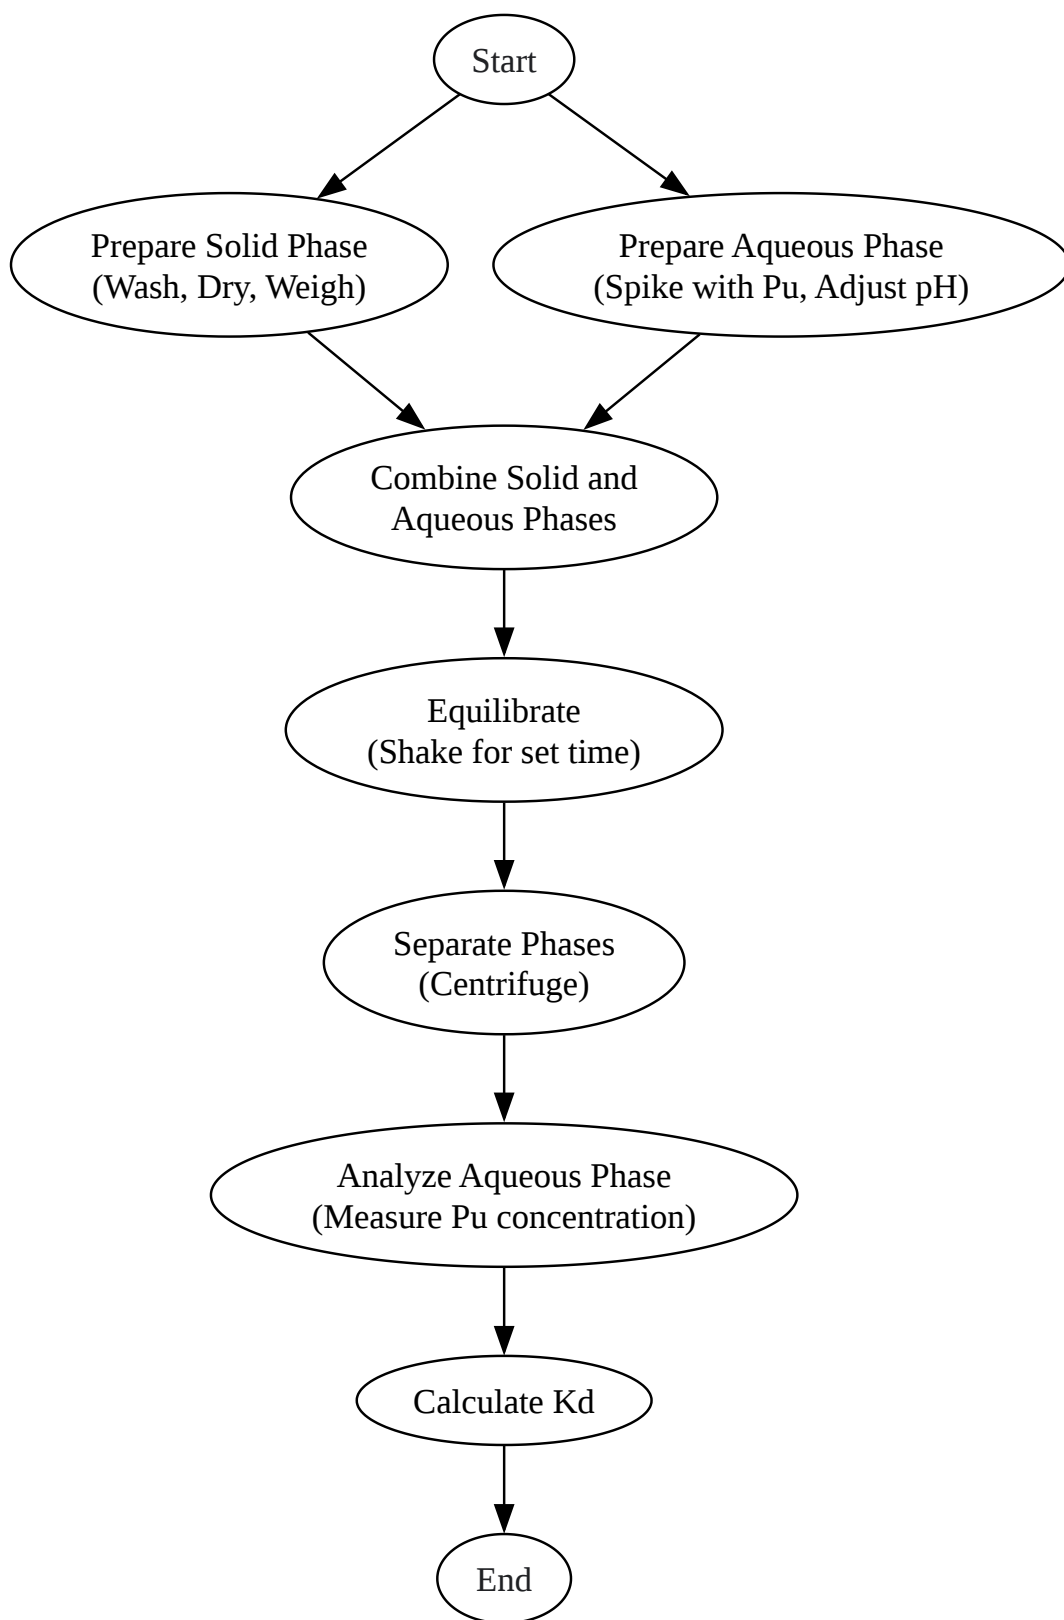 Start
Prepare Solid Phase
(Wash, Dry, Weigh)
Prepare Aqueous Phase
(Spike with Pu, Adjust pH)
Combine Solid and
Aqueous Phases
Equilibrate
(Shake for set time)
Separate Phases
(Centrifuge)
Analyze Aqueous Phase
(Measure Pu concentration)
Calculate Kd
End